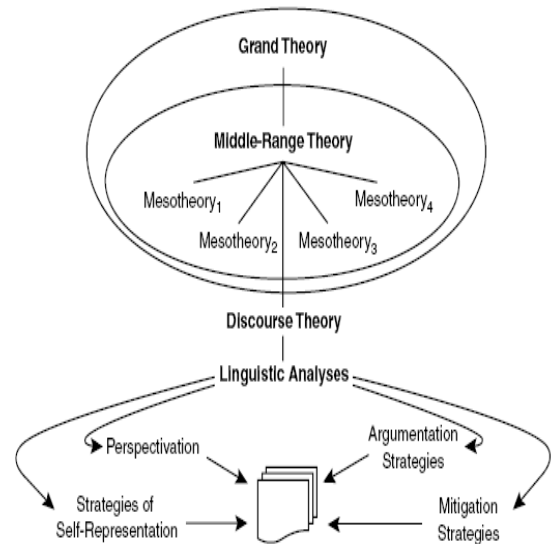 Grand Theory
Middle-Range Theory
Mesotheory₁
Mesotheory₄
Mesotheory₂
Mesotheory₃
Discourse Theory
Linguistic Analyses
Perspectivation
Argumentation
Strategies
Strategies of
Self-Representation
Mitigation
Strategies